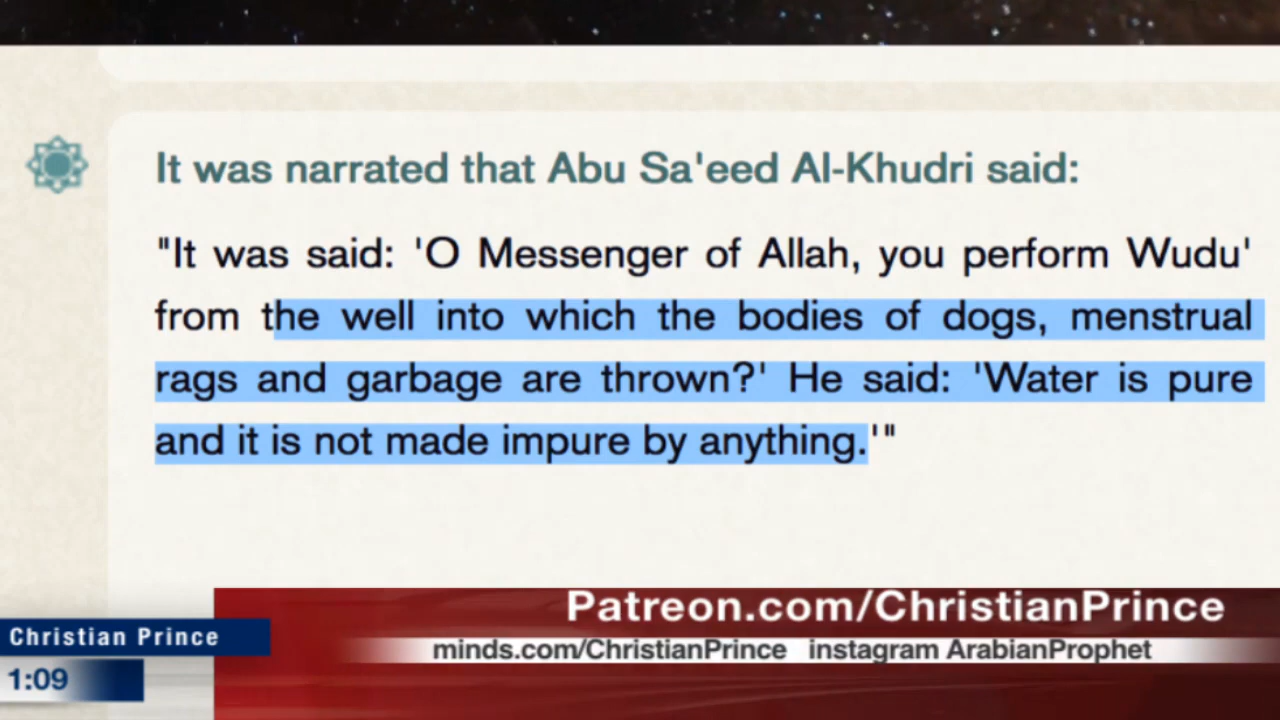 It was narrated that Abu Sa'eed Al-Khudri said:
"It was said: 'O Messenger of Allah, you perform Wudu'
from the well into which the bodies of dogs, menstrual
rags and garbage are thrown?' He said: 'Water is pure
and it is not made impure by anything.'"
Patreon.com/ChristianPrince
Christian Prince
minds.com/ChristianPrince instagram ArabianProphet
1:09